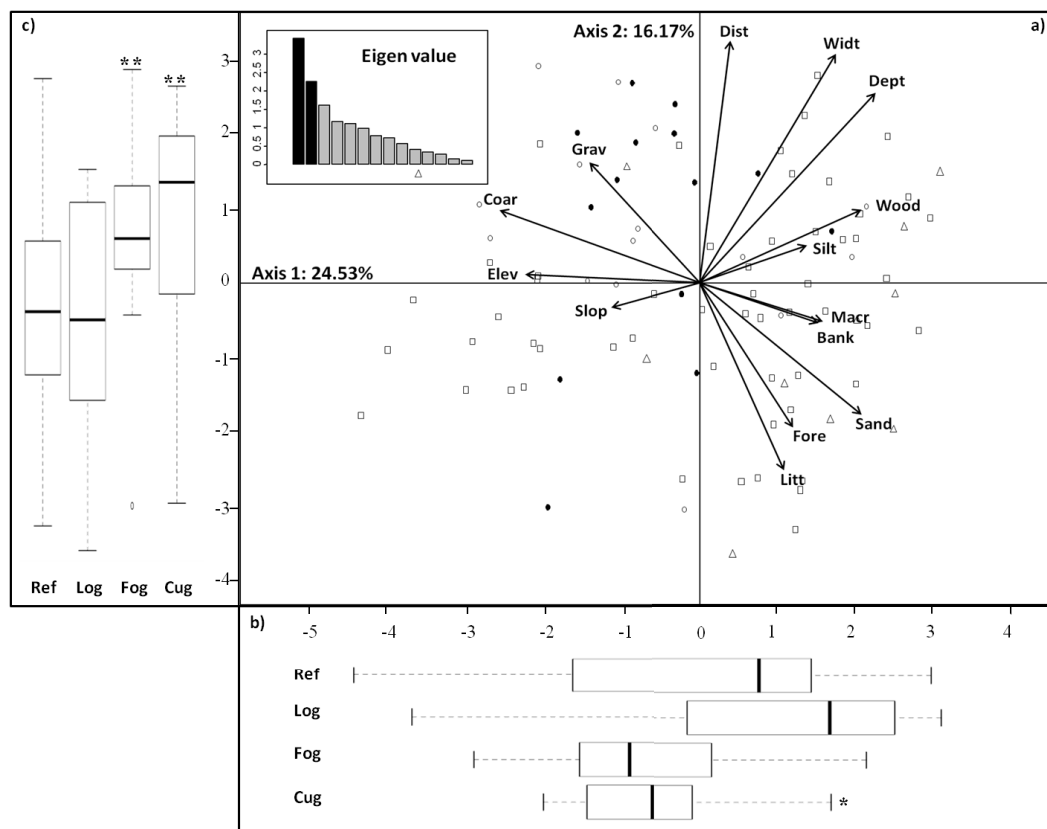 c)
a)
Axis 2: 16.17%
Dist
Widt
Dept
Eigen value
3
2.5
2
1.5
1
0.5
0
Grav
Coar
Wood
Silt
Axis 1: 24.53%
Elev
Slop
Macr
Bank
Sand
Fore
Litt
3
2
1
0
-1
-2
-3
-4
**
**
Ref Log Fog Cug
b)
-5 -4 -3 -2 -1 0 1 2 3 4
Ref
Log
Fog
Cug
*